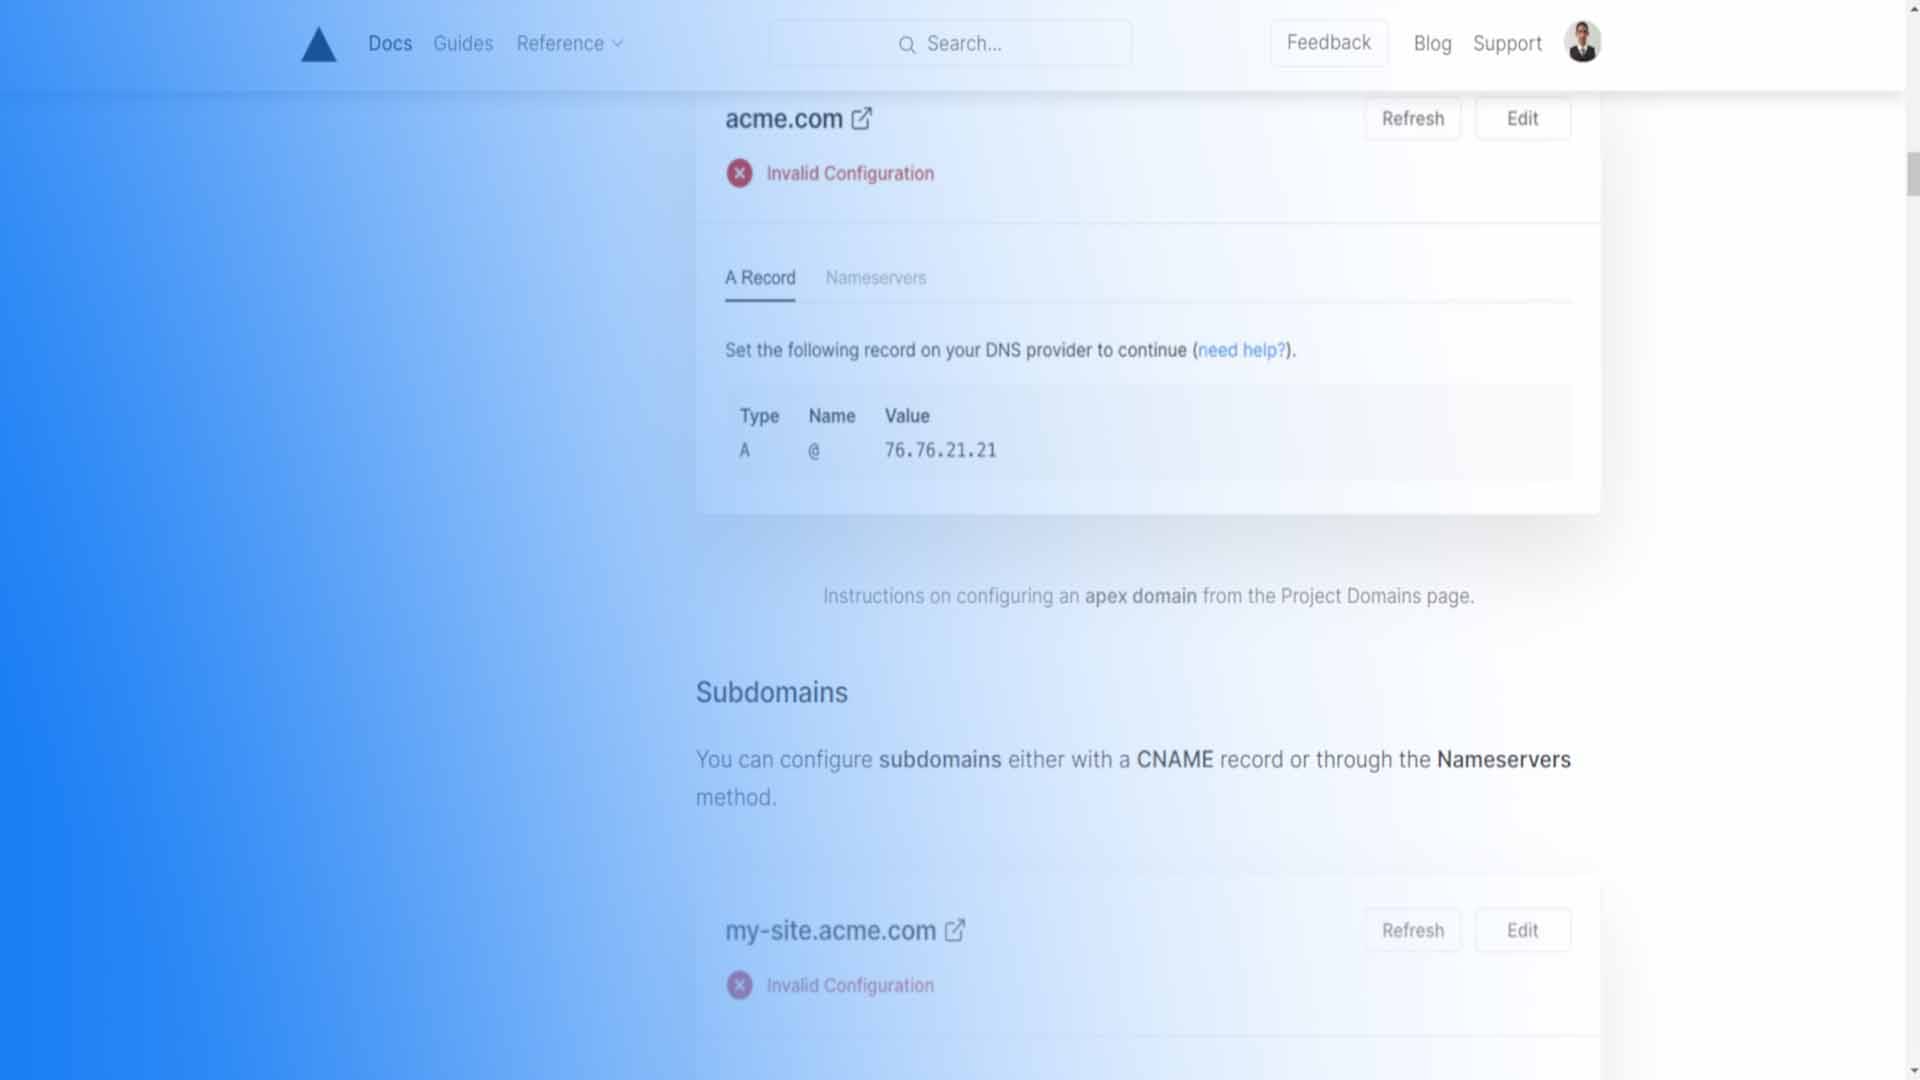 Docs Guides Reference Search... Feedback Blog Support
acme.com Refresh Edit
Invalid Configuration
A Record Nameservers
Set the following record on your DNS provider to continue (need help?).
Type Name Value
A @ 76.76.21.21
Instructions on configuring an apex domain from the Project Domains page.
Subdomains
You can configure subdomains either with a CNAME record or through the Nameservers
method.
my-site.acme.com Refresh Edit
Invalid Configuration